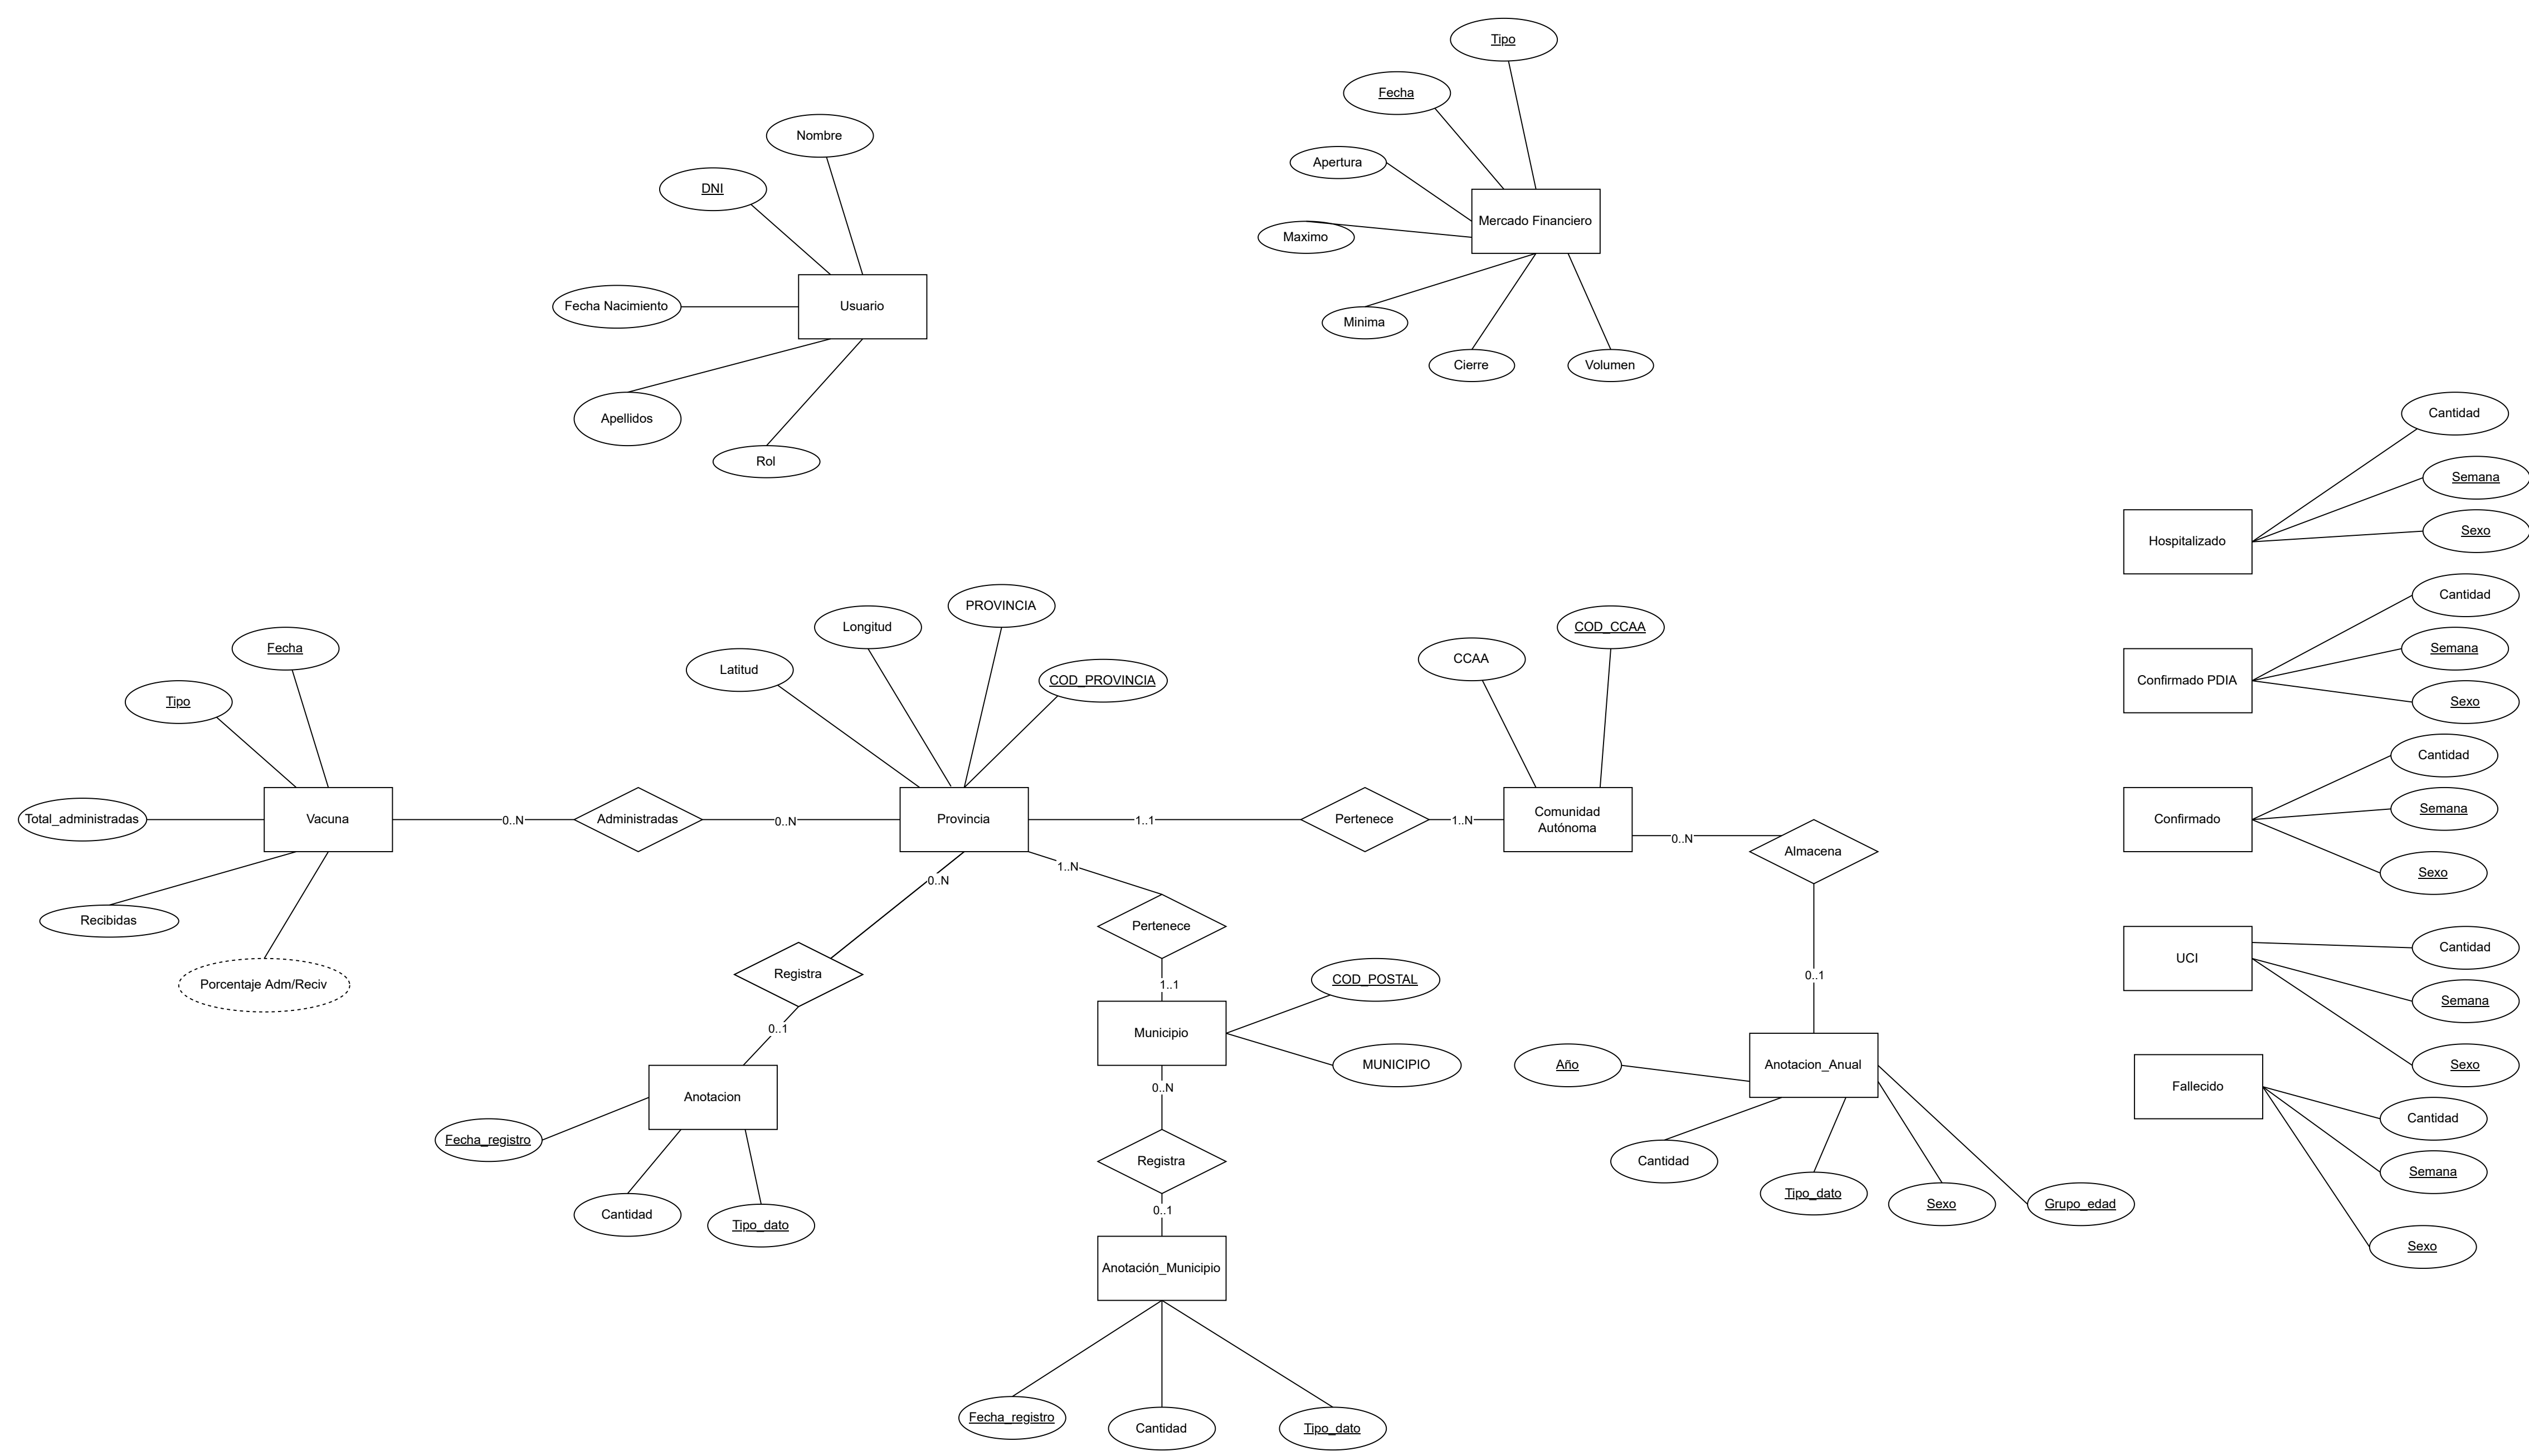 Tipo
Fecha
Apertura
Maximo
Mercado Financiero
Minima
Cierre
Volumen
Nombre
DNI
Fecha Nacimiento
Usuario
Apellidos
Rol
Cantidad
Semana
Sexo
Hospitalizado
Cantidad
Semana
Sexo
Confirmado PDIA
Cantidad
Semana
Sexo
Confirmado
Cantidad
Semana
Sexo
UCI
Cantidad
Semana
Sexo
Fallecido
Fecha
Tipo
Total_administradas
Vacuna
Recibidas
Porcentaje Adm/Reciv
0..N
Administradas
0..N
Latitud
Longitud
PROVINCIA
COD_PROVINCIA
Provincia
1..1
Pertenece
1..N
CCAA
COD_CCAA
Comunidad
Autónoma
0..N
Almacena
0..1
Anotacion_Anual
Año
Cantidad
Tipo_dato
Sexo
Grupo_edad
0..N
Registra
0..1
Anotacion
Fecha_registro
Cantidad
Tipo_dato
1..N
Pertenece
1..1
Municipio
COD_POSTAL
MUNICIPIO
0..N
Registra
0..1
Anotación_Municipio
Fecha_registro
Cantidad
Tipo_dato